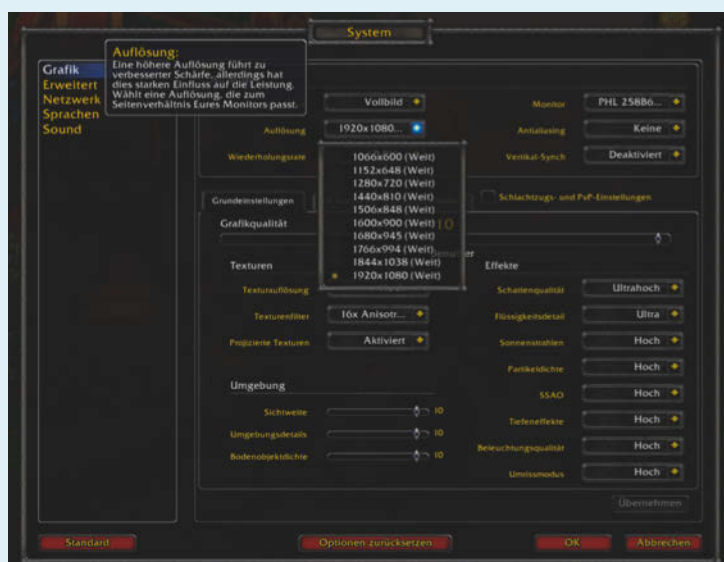 System
Auflösung:
Eine höhere Auflösung führt zu
verbesserter Schärfe, allerdings hat
dies starken Einfluss auf die Leistung.
Wählt eine Auflösung, die zum
Seitenverhältnis Eures Monitors passt.
Grafik
Erweitert
Netzwerk
Sprachen
Sound
Vollbild
Monitor
PHL 258B6...
Auflösung
1920x1080...
Antialiasing
Keine
Wiederholungsrate
Vertikal-Synch
Deaktiviert
1066x600 (Weit)
1152x648 (Weit)
1280x720 (Weit)
1440x810 (Weit)
1506x848 (Weit)
1600x900 (Weit)
1680x945 (Weit)
1766x994 (Weit)
1844x1038 (Weit)
1920x1080 (Weit)
Grundeinstellungen
Schlachtzugs- und PvP-Einstellungen
Grafikqualität
10
Texturen
Texturauflösung
Texturenfilter
16x Anisotr...
Projizierte Texturen
Aktiviert
Umgebung
Sichtweite
10
Umgebungsdetails
10
Bodenobjektdichte
10
Effekte
Schattenqualität
Ultrahoch
Flüssigkeitsdetail
Ultra
Sonnenstrahlen
Hoch
Partikeldichte
Hoch
SSAO
Hoch
Tiefeneffekte
Hoch
Beleuchtungsqualität
Hoch
Umrissmodus
Hoch
Übernehmen
Standard
Optionen zurücksetzen
OK
Abbrechen